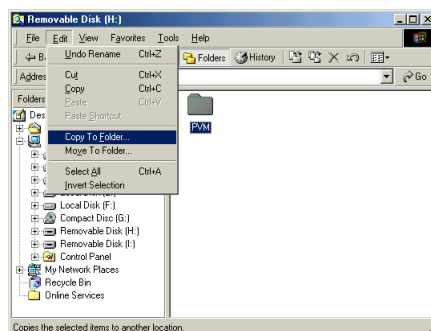 Removable Disk (H:)
File Edit View Favorites Tools Help
Folders History
Addres Go
Undo Rename Ctrl+Z
Cut Ctrl+X
Copy Ctrl+C
Paste Ctrl+V
Paste Shortcut
Copy To Folder...
Move To Folder...
Select All Ctrl+A
Invert Selection
Folders
Des
PVM
Local Disk (F:)
Compact Disc (G:)
Removable Disk (H:)
Removable Disk (I:)
Control Panel
My Network Places
Recycle Bin
Online Services
Copies the selected items to another location.